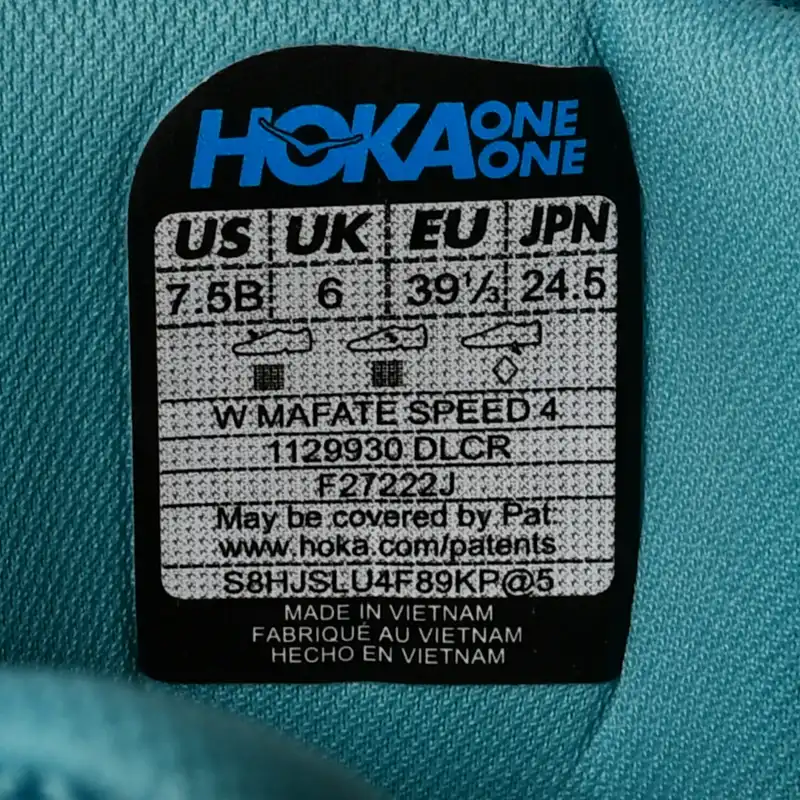 HOKA ONE ONE
US UK EU JPN
7.5B 6 39⅓ 24.5
W MAFATE SPEED 4
1129930 DLCR
F27222J
May be covered by Pat.
www.hoka.com/patents
S8HJSLU4F89KP@5
MADE IN VIETNAM
FABRIQUÉ AU VIETNAM
HECHO EN VIETNAM